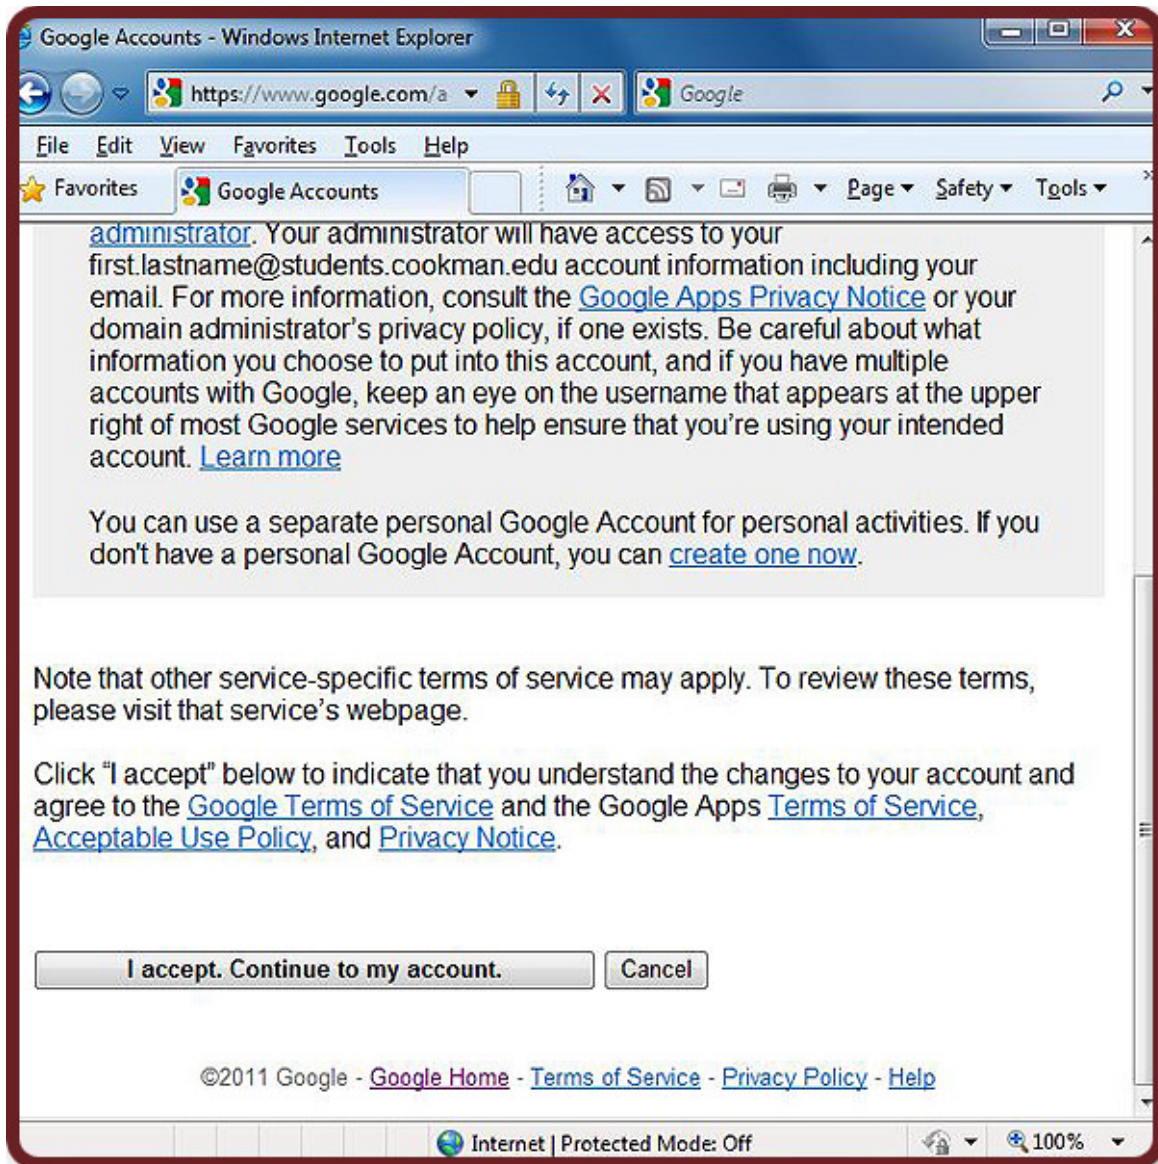 Google Accounts - Windows Internet Explorer
https://www.google.com/a
Google
File Edit View Favorites Tools Help
Favorites Google Accounts Page Safety Tools
administrator. Your administrator will have access to your
first.lastname@students.cookman.edu account information including your
email. For more information, consult the Google Apps Privacy Notice or your
domain administrator's privacy policy, if one exists. Be careful about what
information you choose to put into this account, and if you have multiple
accounts with Google, keep an eye on the username that appears at the upper
right of most Google services to help ensure that you're using your intended
account. Learn more
You can use a separate personal Google Account for personal activities. If you
don't have a personal Google Account, you can create one now.
Note that other service-specific terms of service may apply. To review these terms,
please visit that service's webpage.
Click “I accept” below to indicate that you understand the changes to your account and
agree to the Google Terms of Service and the Google Apps Terms of Service,
Acceptable Use Policy, and Privacy Notice.
I accept. Continue to my account. Cancel
©2011 Google - Google Home - Terms of Service - Privacy Policy - Help
Internet | Protected Mode: Off 100%